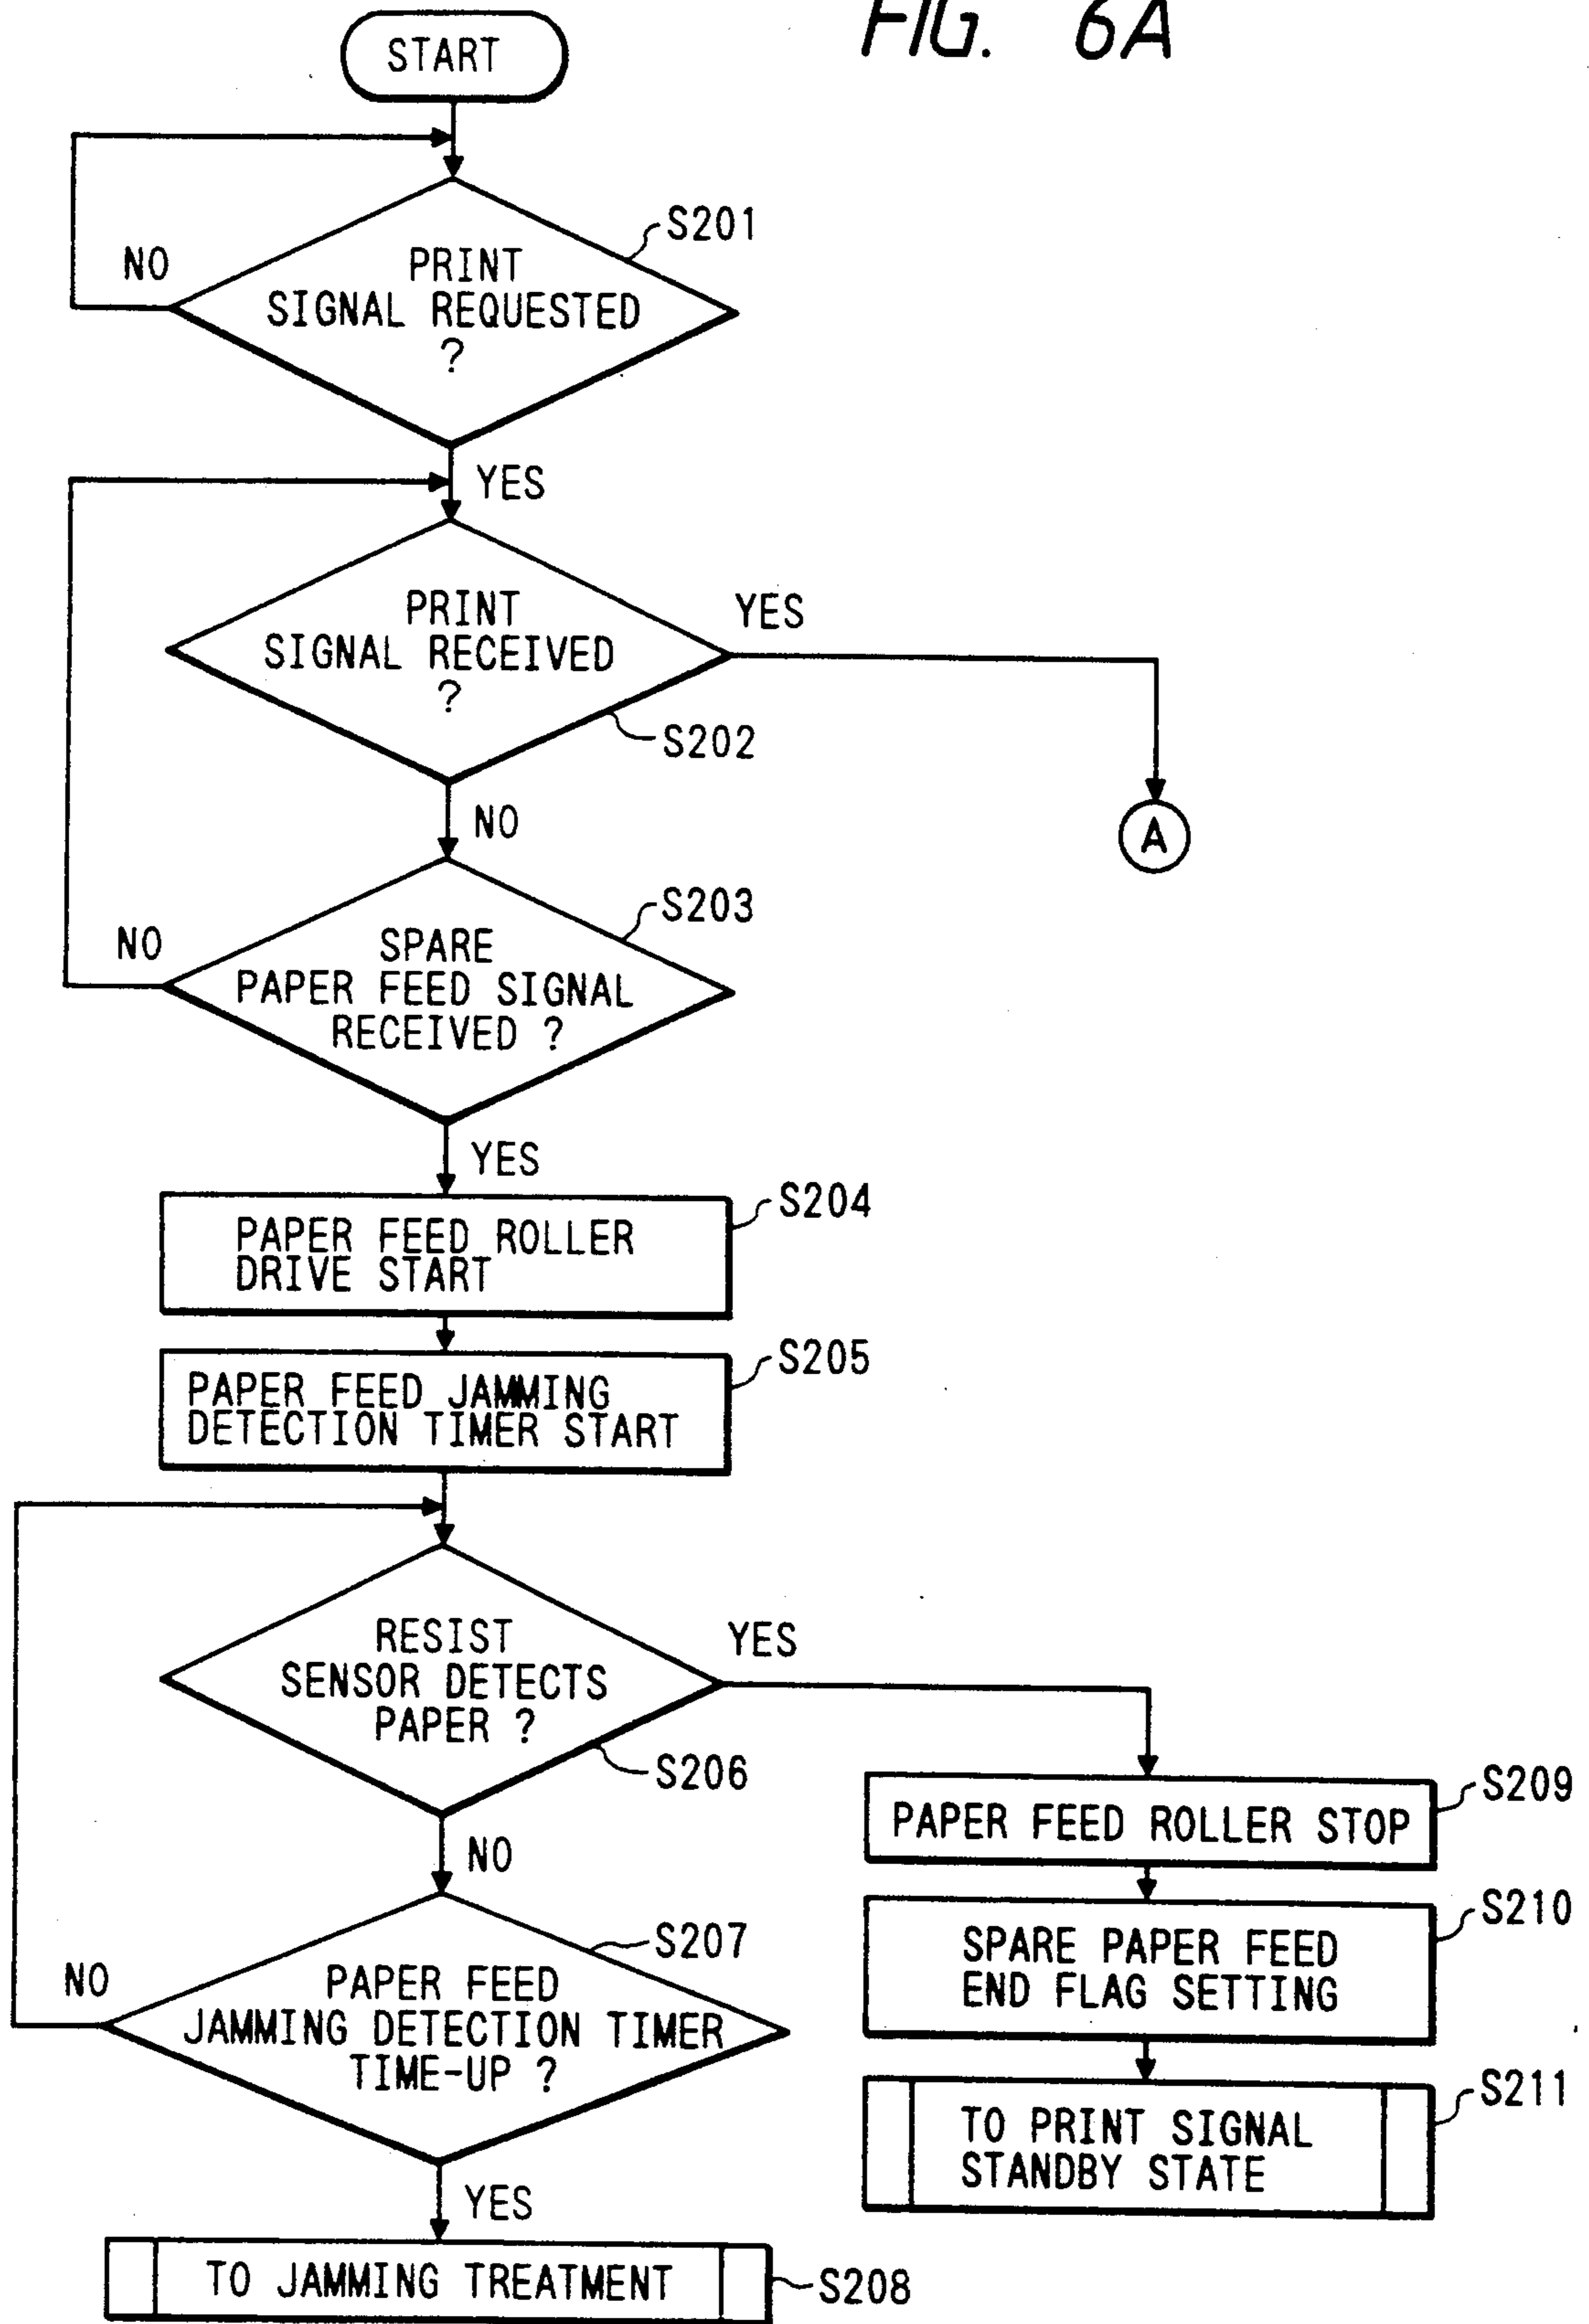 FIG. 6A
START
S201
NO
PRINT
SIGNAL REQUESTED
?
YES
PRINT
SIGNAL RECEIVED
?
YES
S202
NO
A
S203
NO
SPARE
PAPER FEED SIGNAL
RECEIVED ?
YES
S204
PAPER FEED ROLLER
DRIVE START
S205
PAPER FEED JAMMING
DETECTION TIMER START
RESIST
SENSOR DETECTS
PAPER ?
YES
S206
NO
S207
NO
PAPER FEED
JAMMING DETECTION TIMER
TIME-UP ?
YES
TO JAMMING TREATMENT
S208
S209
PAPER FEED ROLLER STOP
S210
SPARE PAPER FEED
END FLAG SETTING
S211
TO PRINT SIGNAL
STANDBY STATE